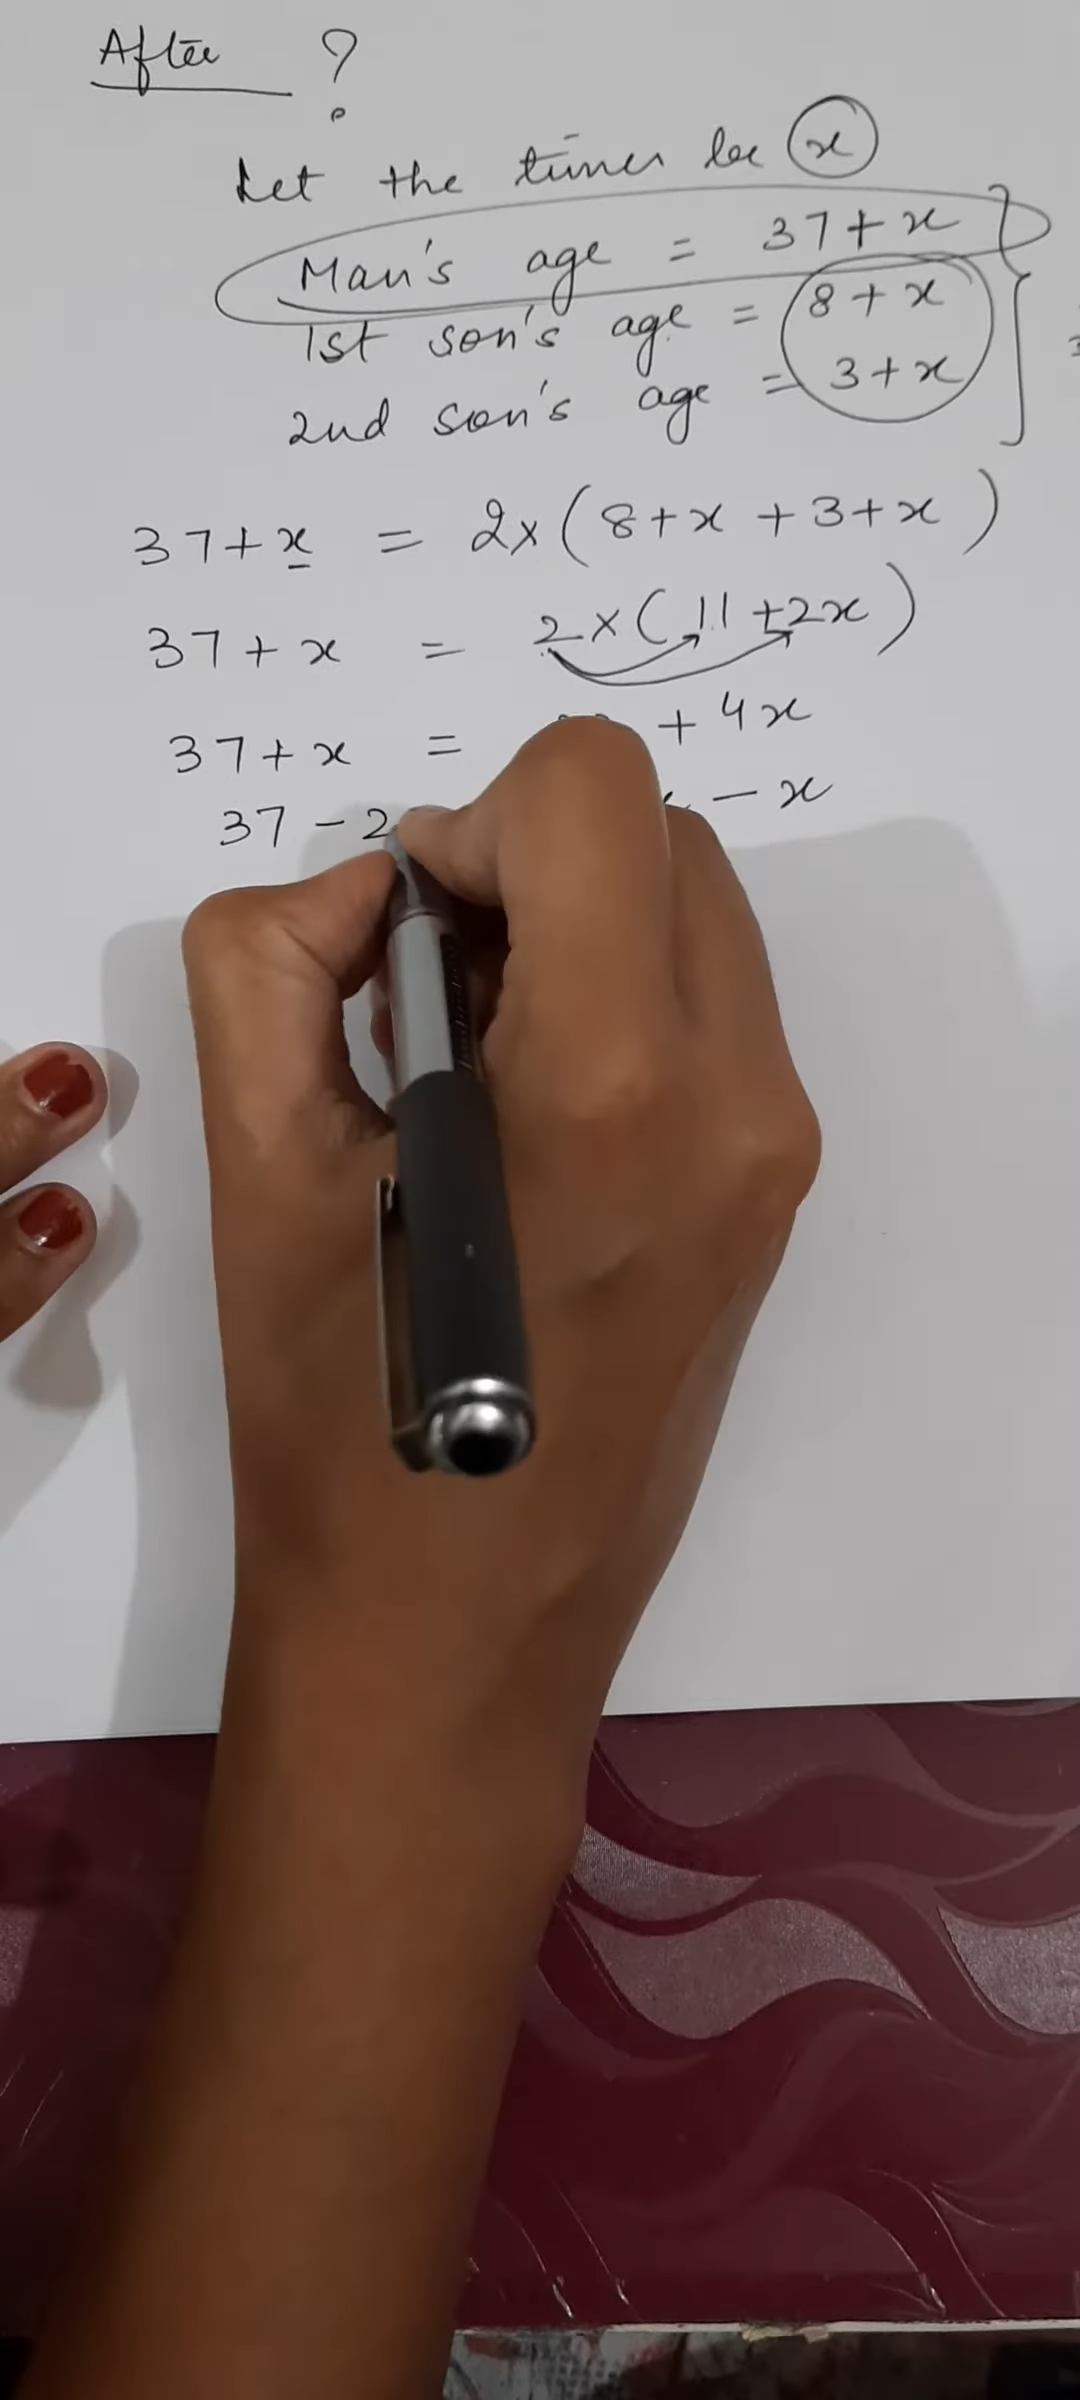 After ?
Let the times be x
Man's age = 37 + x
1st son's age = 8 + x
2nd son's age = 3 + x
37 + x = 2 × ( 8 + x + 3 + x )
37 + x = 2 × ( 11 + 2x )
37 + x = + 4x
37 - 2 - x